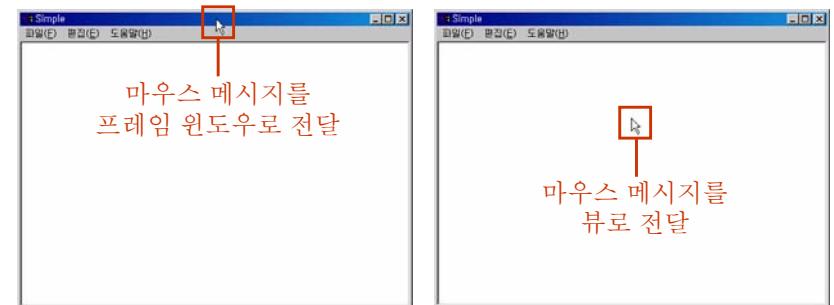 Simple
파일(F) 편집(E) 도움말(H)
마우스 메시지를
프레임 윈도우로 전달
Simple
파일(F) 편집(E) 도움말(H)
마우스 메시지를
뷰로 전달